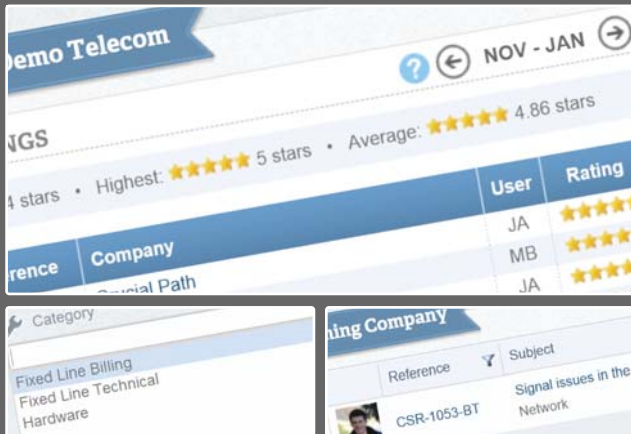 Demo Telecom
? NOV - JAN
NGS
4 stars • Highest: 5 stars • Average: 4.86 stars
Company User Rating
Crucial Path JA
MB
JA
Category
Fixed Line Billing
Fixed Line Technical
Hardware
Company
Reference Subject
CSR-1053-BT Signal issues in the
Network